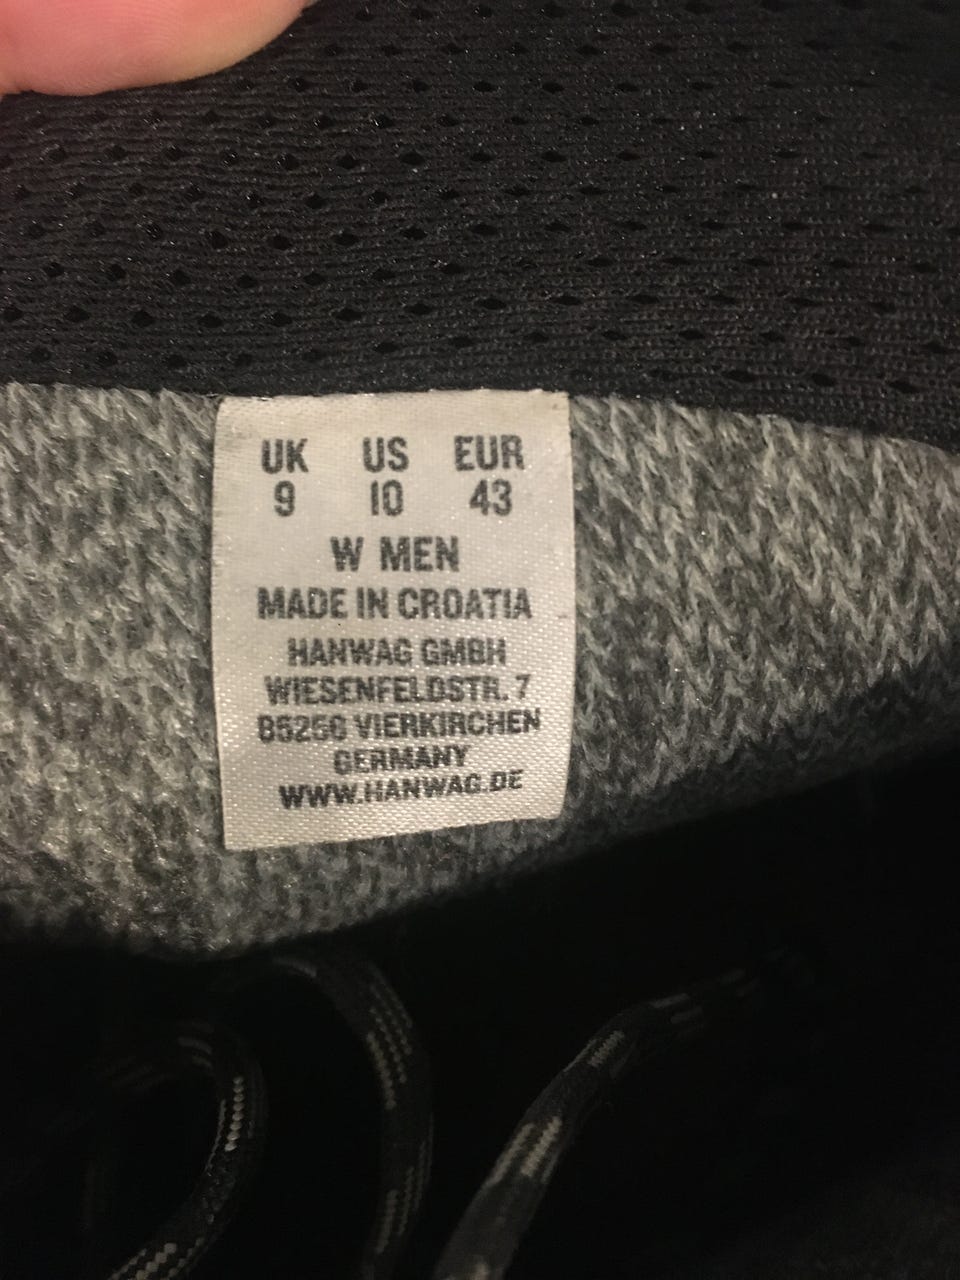 UK US EUR
9 10 43
W MEN
MADE IN CROATIA
HANWAG GMBH
WIESENFELDSTR. 7
85256 VIERKIRCHEN
GERMANY
WWW.HANWAG.DE